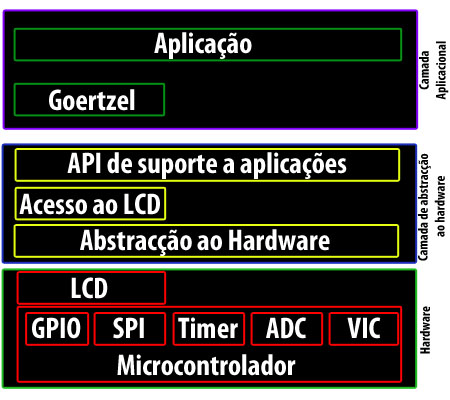 Aplicação
Goertzel
Camada
Aplicacional
API de suporte a aplicações
Acesso ao LCD
Abstracção ao Hardware
Camada de abstracção
ao hardware
LCD
GPIO SPI Timer ADC VIC
Microcontrolador
Hardware